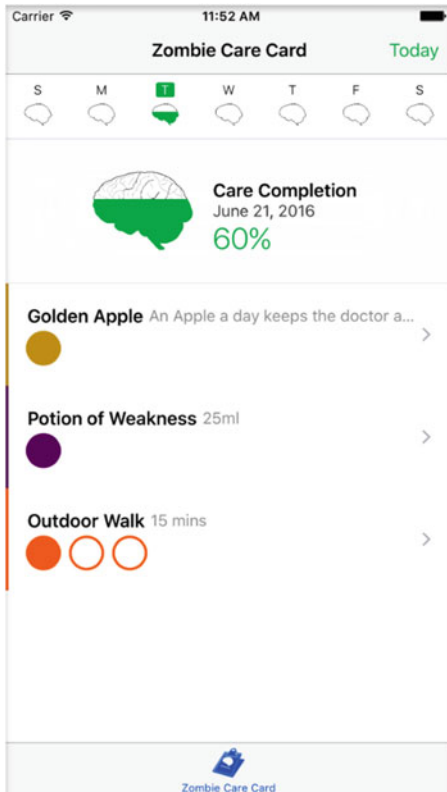 Carrier 11:52 AM
Zombie Care Card Today
S M T W T F S
Care Completion
June 21, 2016
60%
Golden Apple An Apple a day keeps the doctor a...
Potion of Weakness 25ml
Outdoor Walk 15 mins
Zombie Care Card